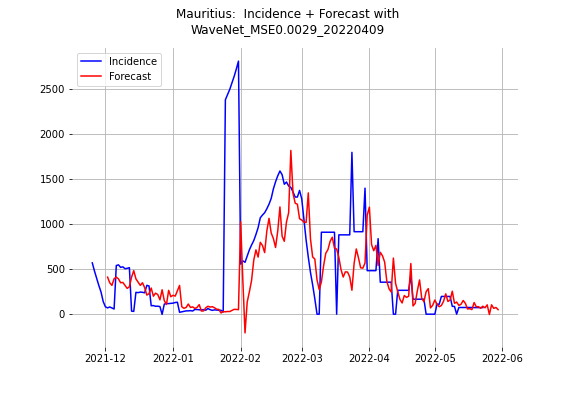 Mauritius:  Incidence + Forecast with
WaveNet_MSE0.0029_20220409
Incidence
Forecast
2500
2000
1500
1000
500
0
2021-12 2022-01 2022-02 2022-03 2022-04 2022-05 2022-06